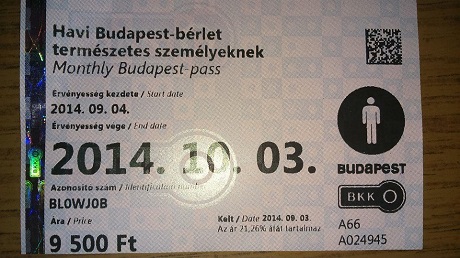 Havi Budapest-bérlet
természetes személyeknek
Monthly Budapest-pass
Érvényesség kezdete / Start date
2014. 09. 04.
Érvényesség vége / End date
2014. 10. 03.
Azonosító szám / Identification
BL0WJ0B
Ára / Price
9 500 Ft
Kelt / Date 2014. 09. 03.
Az ár 21,26% áfát tartalmaz
BUDAPEST
BKK
A66
A024945
BKK